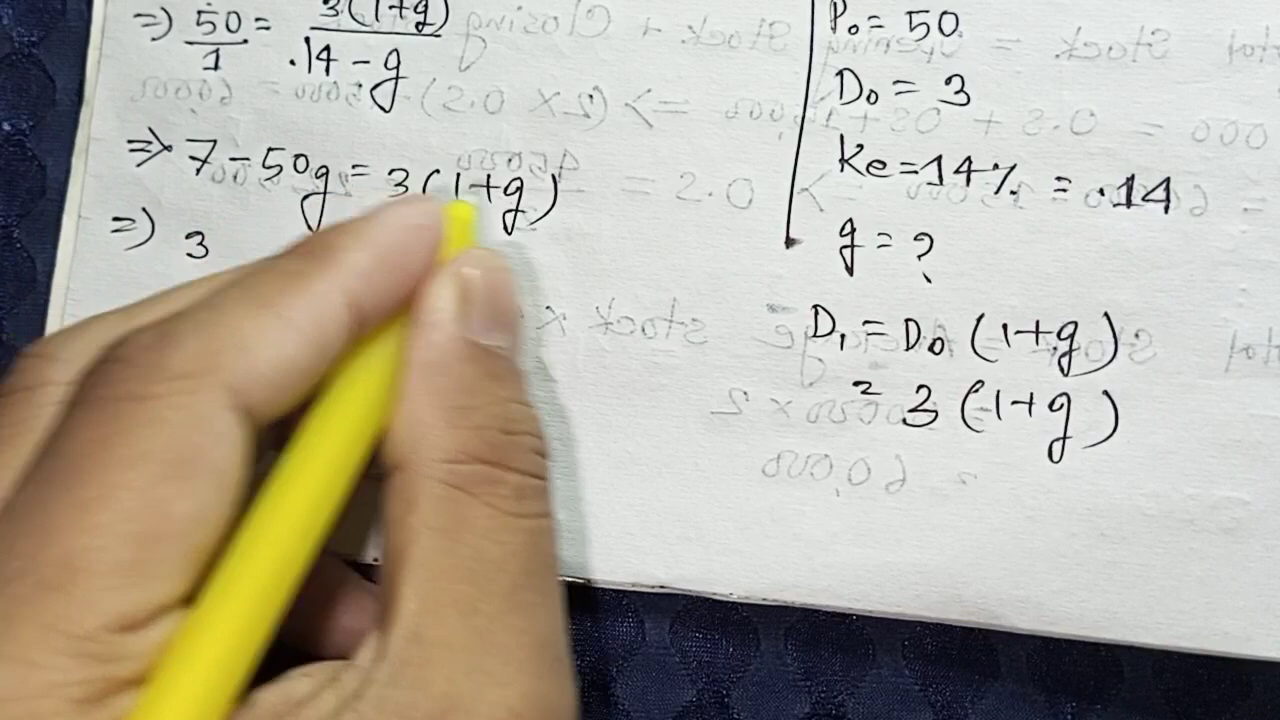 => 50/1 = 3(1+g)/.14-g
=> 7-50g = 3(1+g)
=> 3
P₀ = 50
D₀ = 3
Ke = 14% = .14
g = ?
D₁ = D₀ (1+g)
= 3 (1+g)